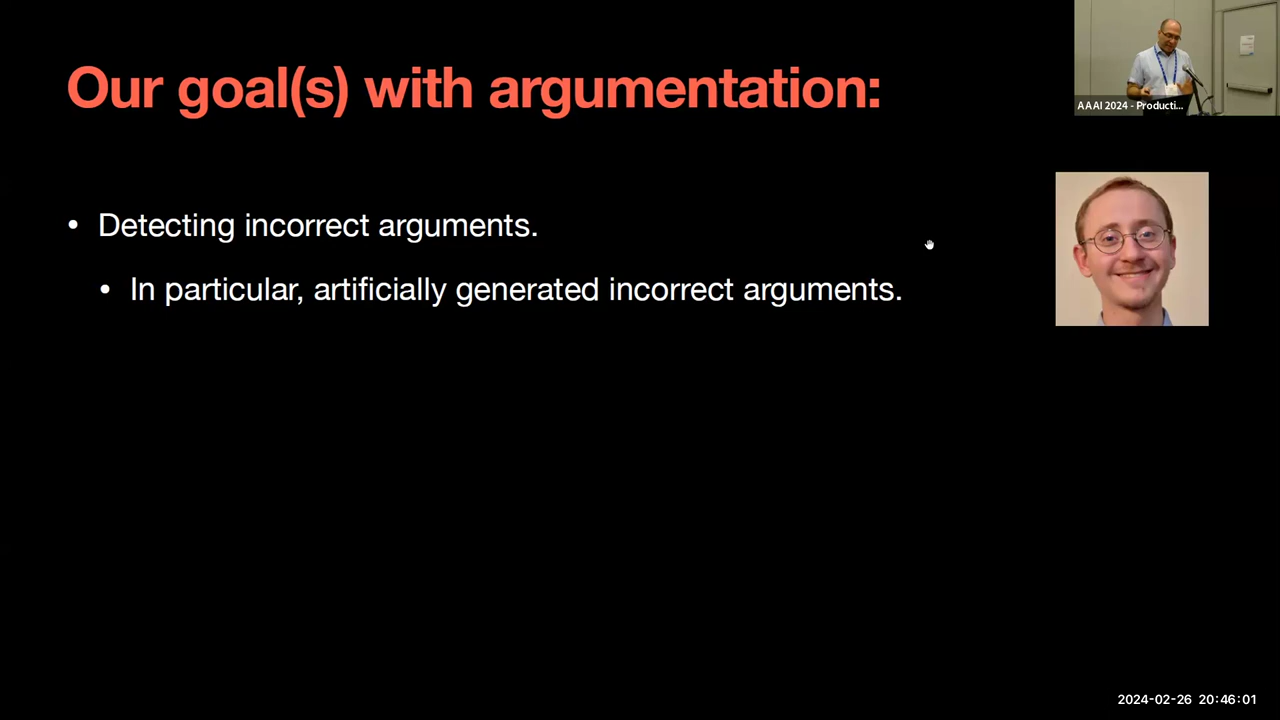 Our goal(s) with argumentation:
AAAI 2024 - Producti...
• Detecting incorrect arguments.
• In particular, artificially generated incorrect arguments.
2024-02-26 20:46:01